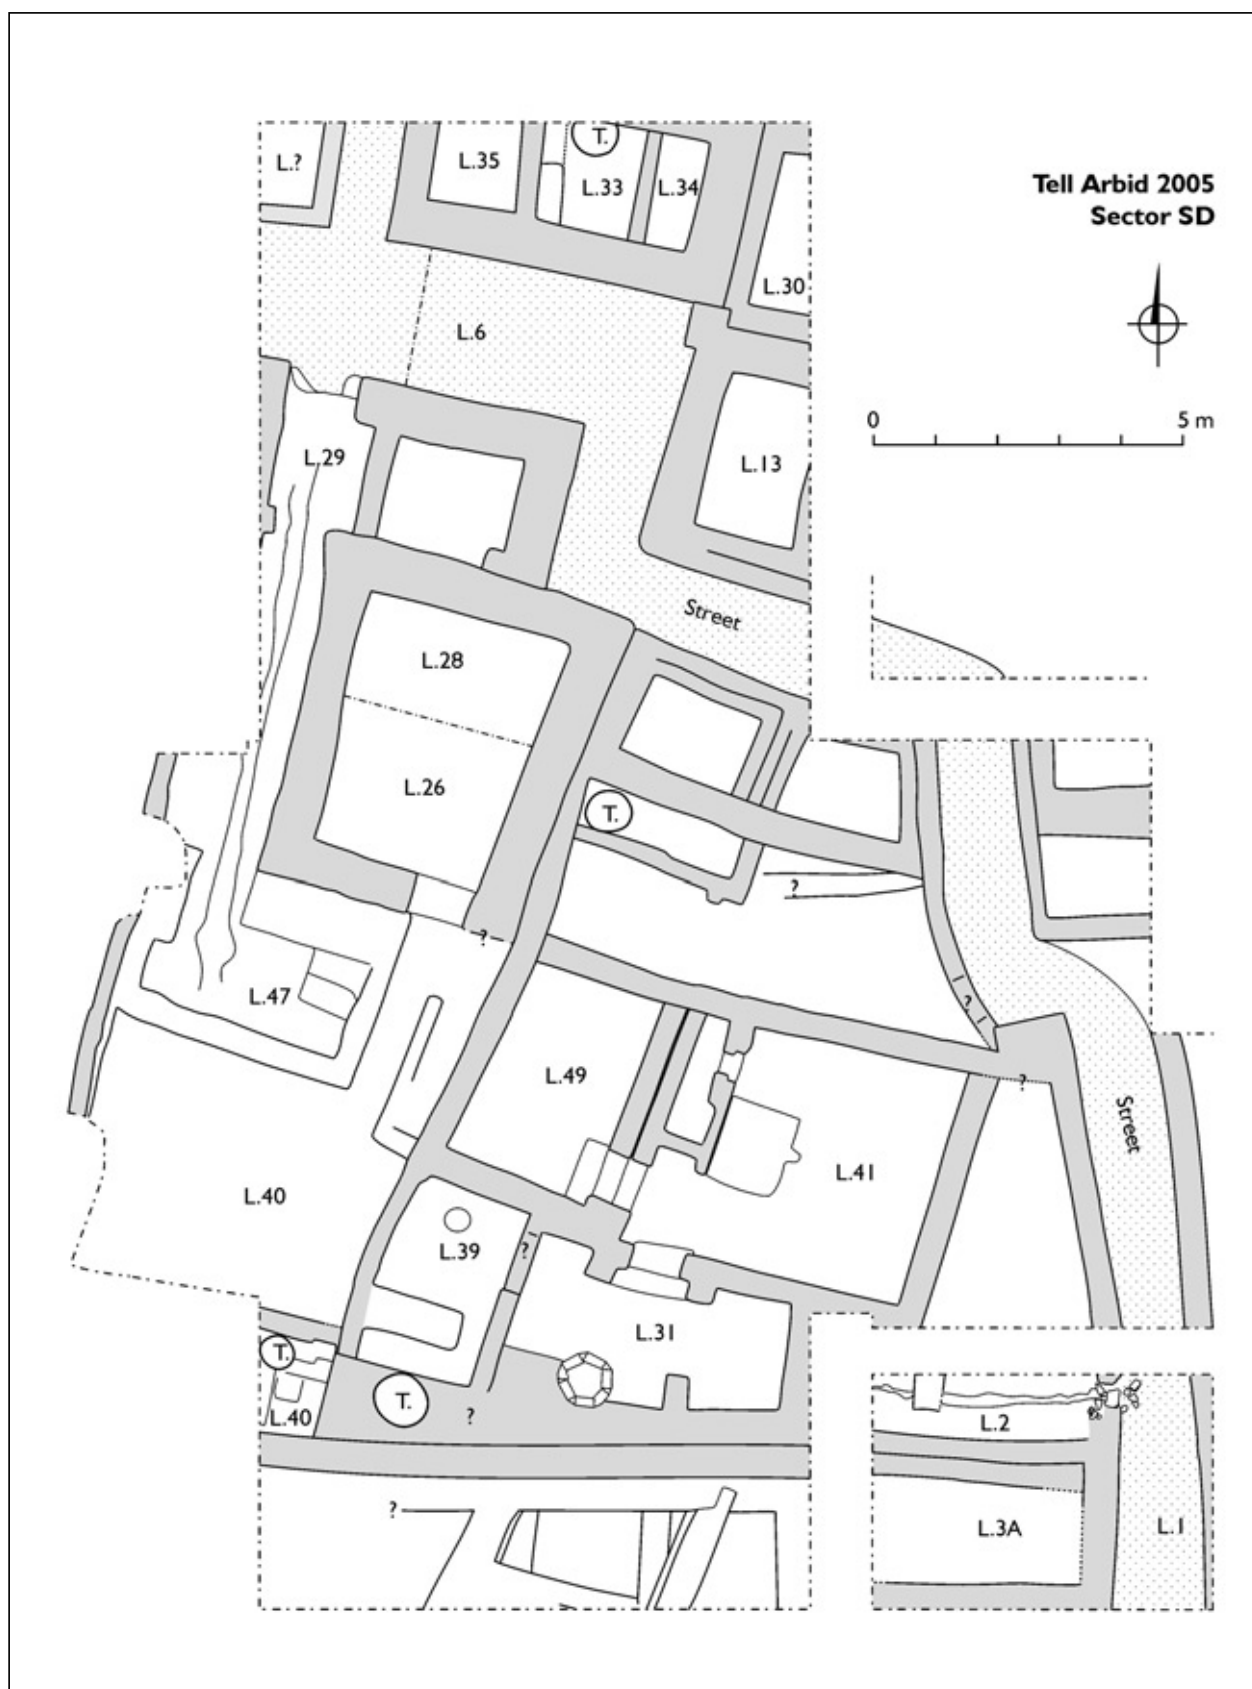 T.
L.?
L.35
L.33
L.34
Tell Arbid 2005
Sector SD
L.30
L.6
0
5 m
L.29
L.13
Street
L.28
L.26
T.
?
?
L.47
?
L.49
?
Street
L.41
L.40
L.39
?
L.31
T.
T.
L.40
?
L.2
?
L.3A
L.1